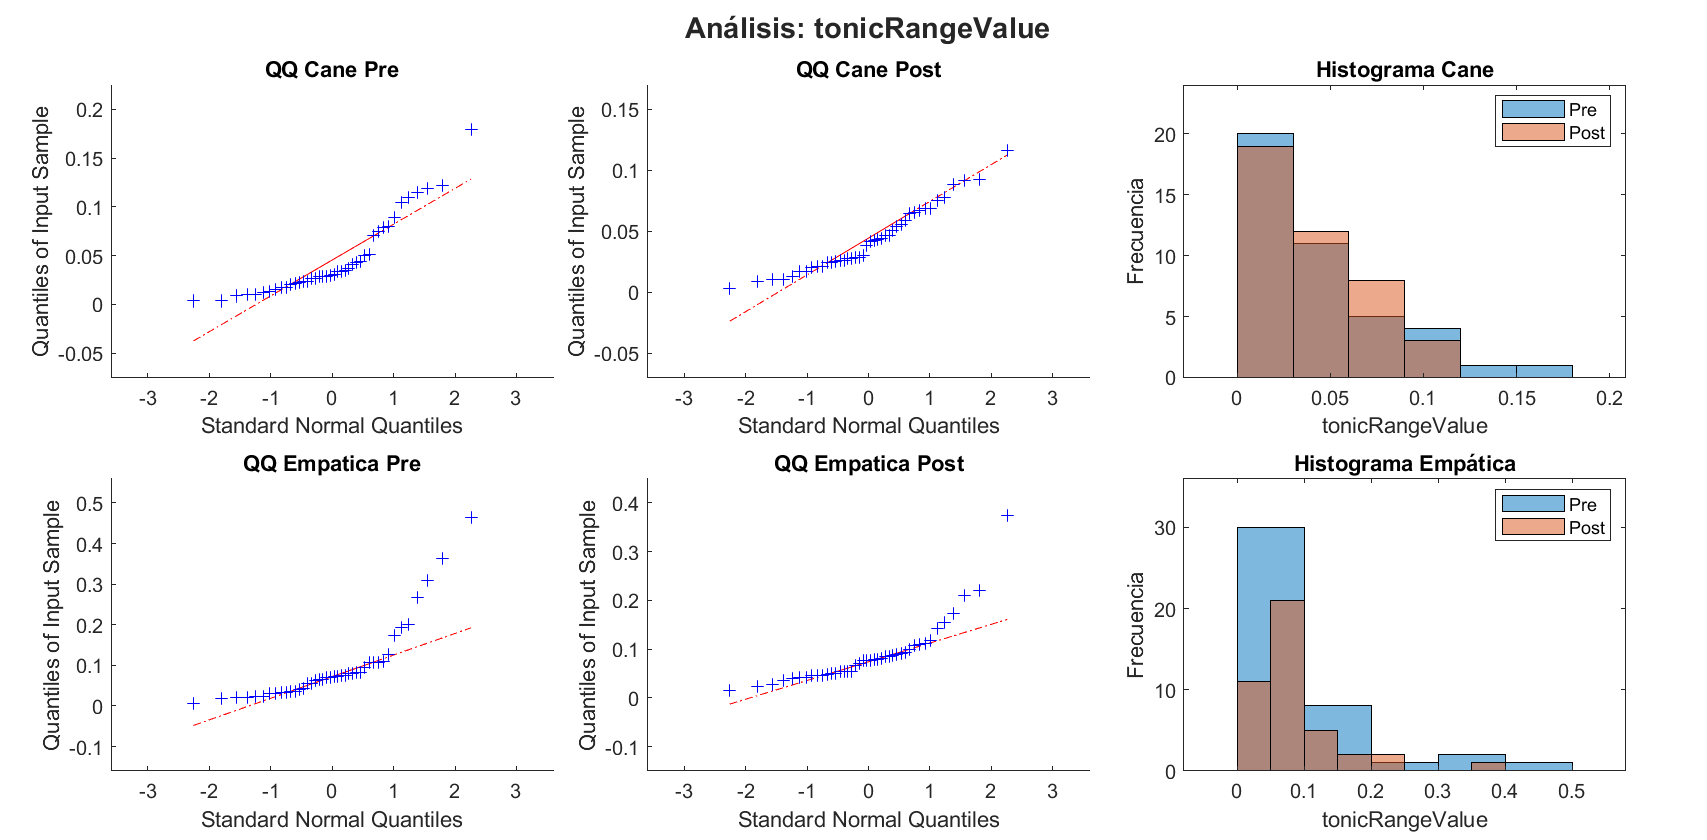 Análisis: tonicRangeValue
QQ Cane Pre
Quantiles of Input Sample
0.2
0.15
0.1
0.05
0
-0.05
-3 -2 -1 0 1 2 3
Standard Normal Quantiles
QQ Cane Post
Quantiles of Input Sample
0.15
0.1
0.05
0
-0.05
-3 -2 -1 0 1 2 3
Standard Normal Quantiles
Histograma Cane
Frecuencia
20
15
10
5
0
Pre
Post
0 0.05 0.1 0.15 0.2
tonicRangeValue
QQ Empatica Pre
Quantiles of Input Sample
0.5
0.4
0.3
0.2
0.1
0
-0.1
-3 -2 -1 0 1 2 3
Standard Normal Quantiles
QQ Empatica Post
Quantiles of Input Sample
0.4
0.3
0.2
0.1
0
-0.1
-3 -2 -1 0 1 2 3
Standard Normal Quantiles
Histograma Empática
Frecuencia
30
20
10
0
Pre
Post
0 0.1 0.2 0.3 0.4 0.5
tonicRangeValue